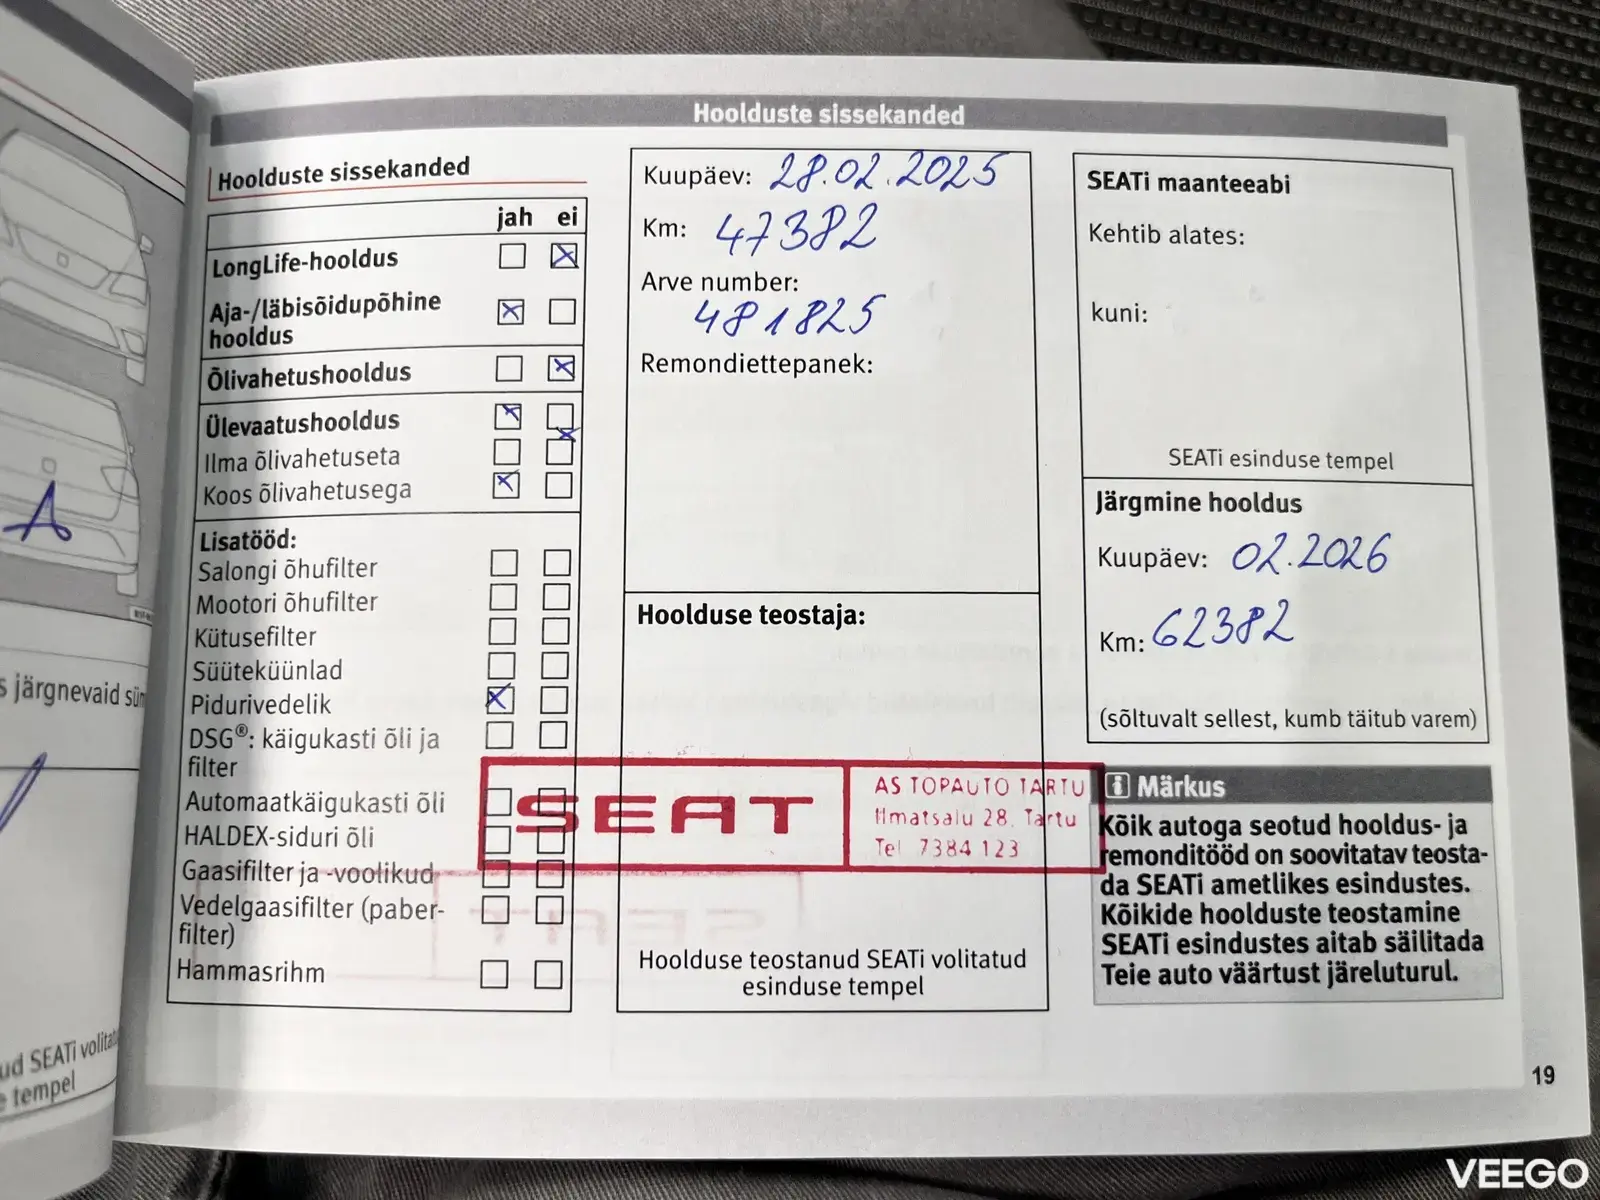 Hoolduste sissekanded
Hoolduste sissekanded
jah ei
LongLife-hooldus
Aja-/läbisõidupõhine
hooldus
Õlivahetushooldus
Ülevaatushooldus
Ilma õlivahetuseta
Koos õlivahetusega
Lisatööd:
Salongi õhufilter
Mootori õhufilter
Kütusefilter
Süüteküünlad
Pidurivedelik
DSG®: käigukasti õli ja
filter
Automaatkäigukasti õli
HALDEX-siduri õli
Gaasifilter ja -voolikud
Vedelgaasifilter (paber-
filter)
Hammasrihm
Kuupäev: 28.02.2025
Km: 47382
Arve number:
481825
Remondiettepanek:
Hoolduse teostaja:
SEAT
AS TOPAUTO TARTU
Ilmatsalu 28. Tartu
Tel 7384 123
Hoolduse teostanud SEATi volitatud
esinduse tempel
SEATi maanteeabi
Kehtib alates:
kuni:
SEATi esinduse tempel
Järgmine hooldus
Kuupäev: 02.2026
Km: 62382
(sõltuvalt sellest, kumb täitub varem)
i Märkus
Kõik autoga seotud hooldus- ja
remonditööd on soovitatav teosta-
da SEATi ametlikes esindustes.
Kõikide hoolduste teostamine
SEATi esindustes aitab säilitada
Teie auto väärtust järeluturul.
19
s järgnevaid
ud SEATi
tempel
VEEGO